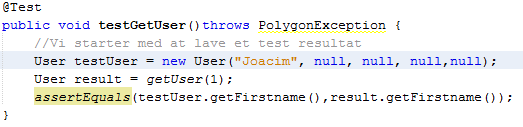 @Test
public void testGetUser()throws PolygonException {
//Vi starter med at lave et test resultat
User testUser = new User("Joacim", null, null, null,null);
User result = getUser(1);
assertEquals(testUser.getFirstname(),result.getFirstname());
}